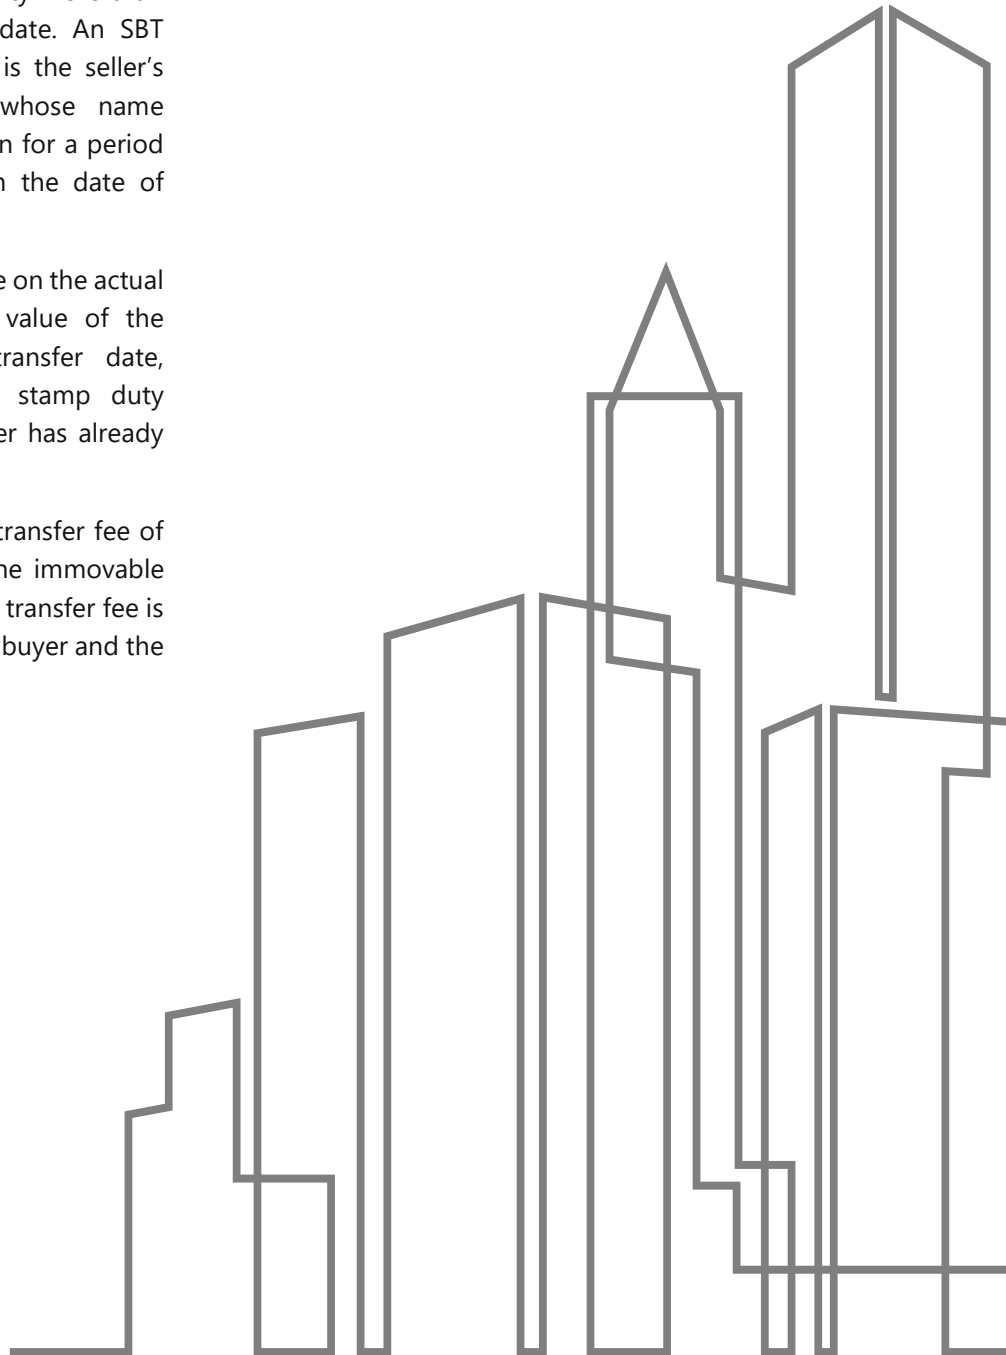 date. An SBT
is the seller's
whose name
n for a period
the date of
e on the actual
value of the
transfer date,
stamp duty
er has already
transfer fee of
he immovable
transfer fee is
buyer and the